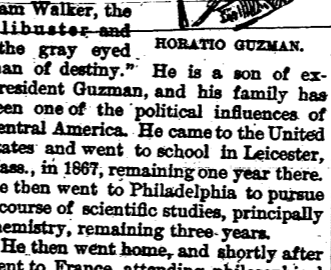 am Walker, the
libuster and
the gray eyed
HORATIO GUZMAN.
an of destiny." He is a son of ex-
resident Guzman, and his family has
een one of the political influences of
entral America. He came to the United
tates and went to school in Leicester,
ass., in 1867, remaining one year there.
e then went to Philadelphia to pursue
course of scientific studies, principally
hemistry, remaining three years.
He then went home, and shortly after
ent to France, attending